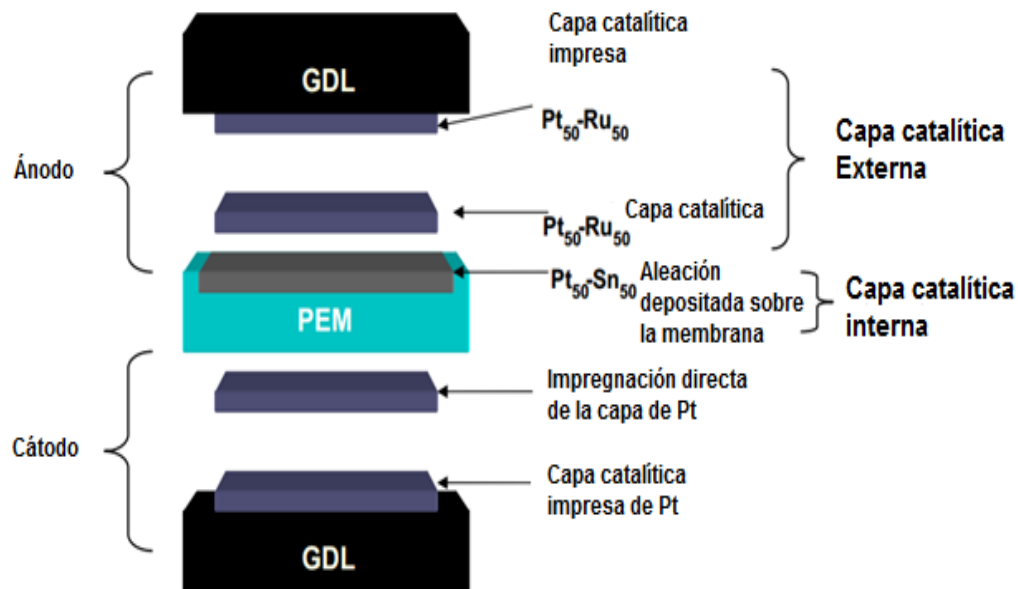 Capa catalítica
impresa
GDL
Pt50-Ru50
Capa catalítica
Externa
Ánodo
Pt50-Ru50
Capa catalítica
Pt50-Sn50
Aleación
depositada sobre
la membrana
Capa catalítica
interna
PEM
Impregnación directa
de la capa de Pt
Cátodo
Capa catalítica
impresa de Pt
GDL